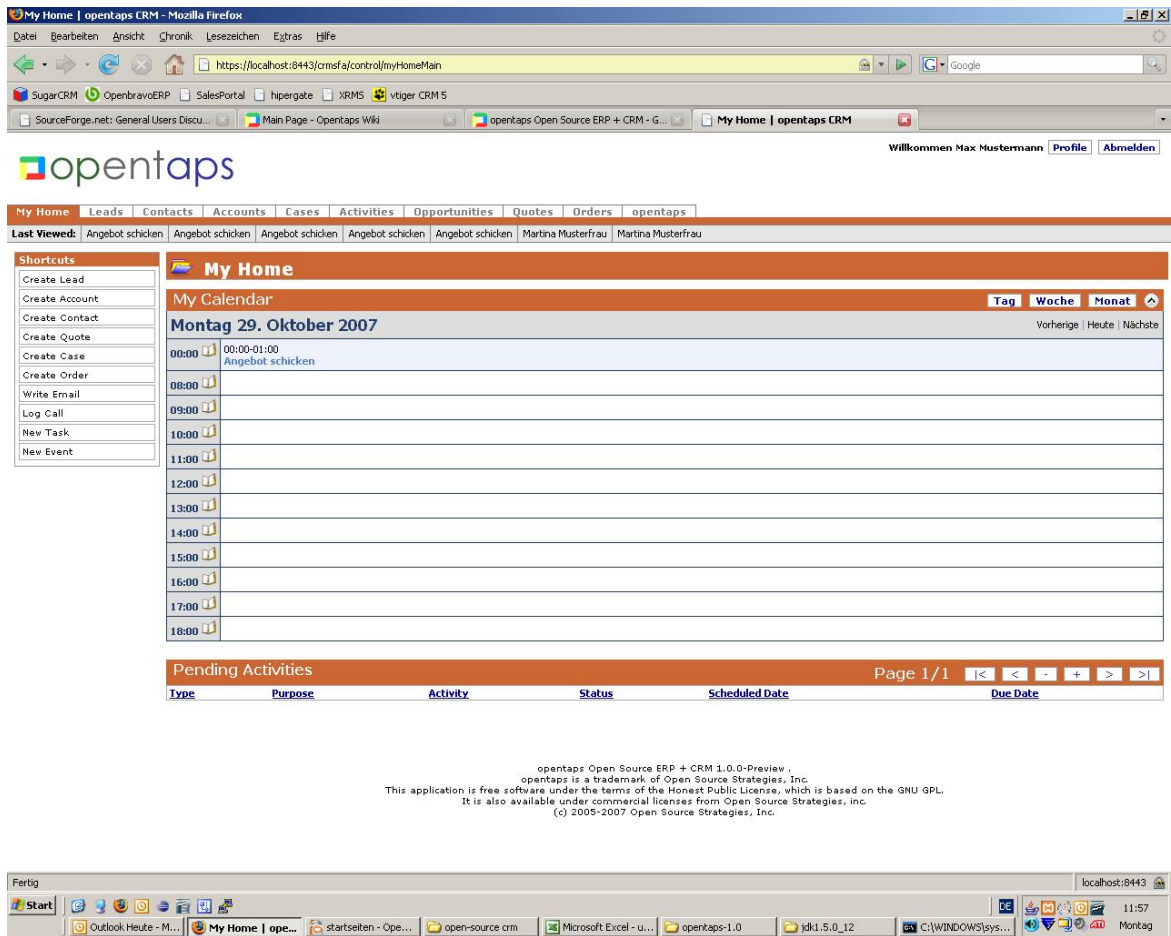 My Home | opentaps CRM - Mozilla Firefox
Datei Bearbeiten Ansicht Chronik Lesezeichen Extras Hilfe
https://localhost:8443/crmsfa/control/myHomeMain
Google
SugarCRM OpenbravoERP SalesPortal hipergate XRMS vtiger CRM 5
SourceForge.net: General Users Discu... Main Page - Opentaps Wiki opentaps Open Source ERP + CRM - G... My Home | opentaps CRM
Willkommen Max Mustermann Profile Abmelden
opentaps
My Home Leads Contacts Accounts Cases Activities Opportunities Quotes Orders opentaps
Last Viewed: Angebot schicken Angebot schicken Angebot schicken Angebot schicken Angebot schicken Martina Musterfrau Martina Musterfrau
Shortcuts
Create Lead
Create Account
Create Contact
Create Quote
Create Case
Create Order
Write Email
Log Call
New Task
New Event
My Home
My Calendar Tag Woche Monat
Montag 29. Oktober 2007 Vorherige | Heute | Nächste
00:00 00:00-01:00
Angebot schicken
08:00
09:00
10:00
11:00
12:00
13:00
14:00
15:00
16:00
17:00
18:00
Pending Activities Page 1/1 |< < - + > >|
Type Purpose Activity Status Scheduled Date Due Date
opentaps Open Source ERP + CRM 1.0.0-Preview .
opentaps is a trademark of Open Source Strategies, Inc.
This application is free software under the terms of the Honest Public License, which is based on the GNU GPL.
It is also available under commercial licenses from Open Source Strategies, inc.
(c) 2005-2007 Open Source Strategies, Inc.
Fertig localhost:8443
Start DE 11:57
Outlook Heute - M... My Home | ope... startseiten - Ope... open-source crm Microsoft Excel - u... opentaps-1.0 jdk1.5.0_12 C:\WINDOWS\sys... Montag